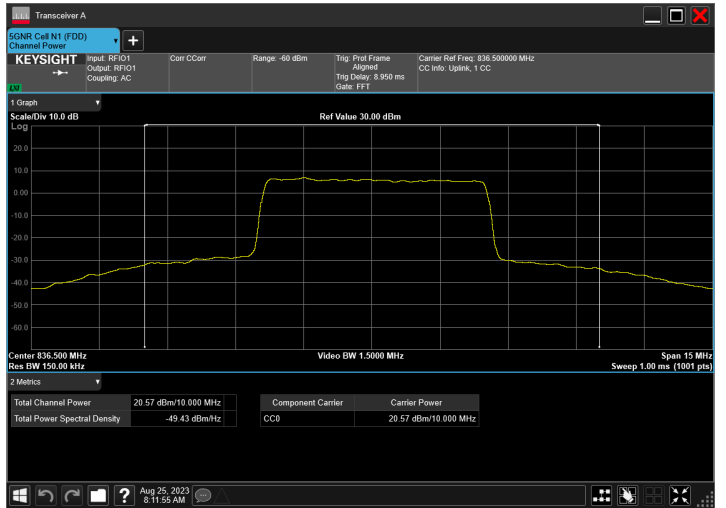 Transceiver A
5GNR Cell N1 (FDD)
Channel Power
KEYSIGHT
Input: RFIO1
Output: RFIO1
Coupling: AC
Corr CCorr
Range: -60 dBm
Trig: Prot Frame
Aligned
Trig Delay: 8.950 ms
Gate: FFT
Carrier Ref Freq: 836.500000 MHz
CC Info: Uplink, 1 CC
LXI
1 Graph
Scale/Div 10.0 dB
Ref Value 30.00 dBm
Log
20.0
10.0
0.00
-10.0
-20.0
-30.0
-40.0
-50.0
-60.0
Center 836.500 MHz
Video BW 1.5000 MHz
Span 15 MHz
Res BW 150.00 kHz
Sweep 1.00 ms (1001 pts)
2 Metrics
Total Channel Power 20.57 dBm/10.000 MHz
Total Power Spectral Density -49.43 dBm/Hz
Component Carrier Carrier Power
CC0 20.57 dBm/10.000 MHz
Aug 25, 2023
8:11:55 AM